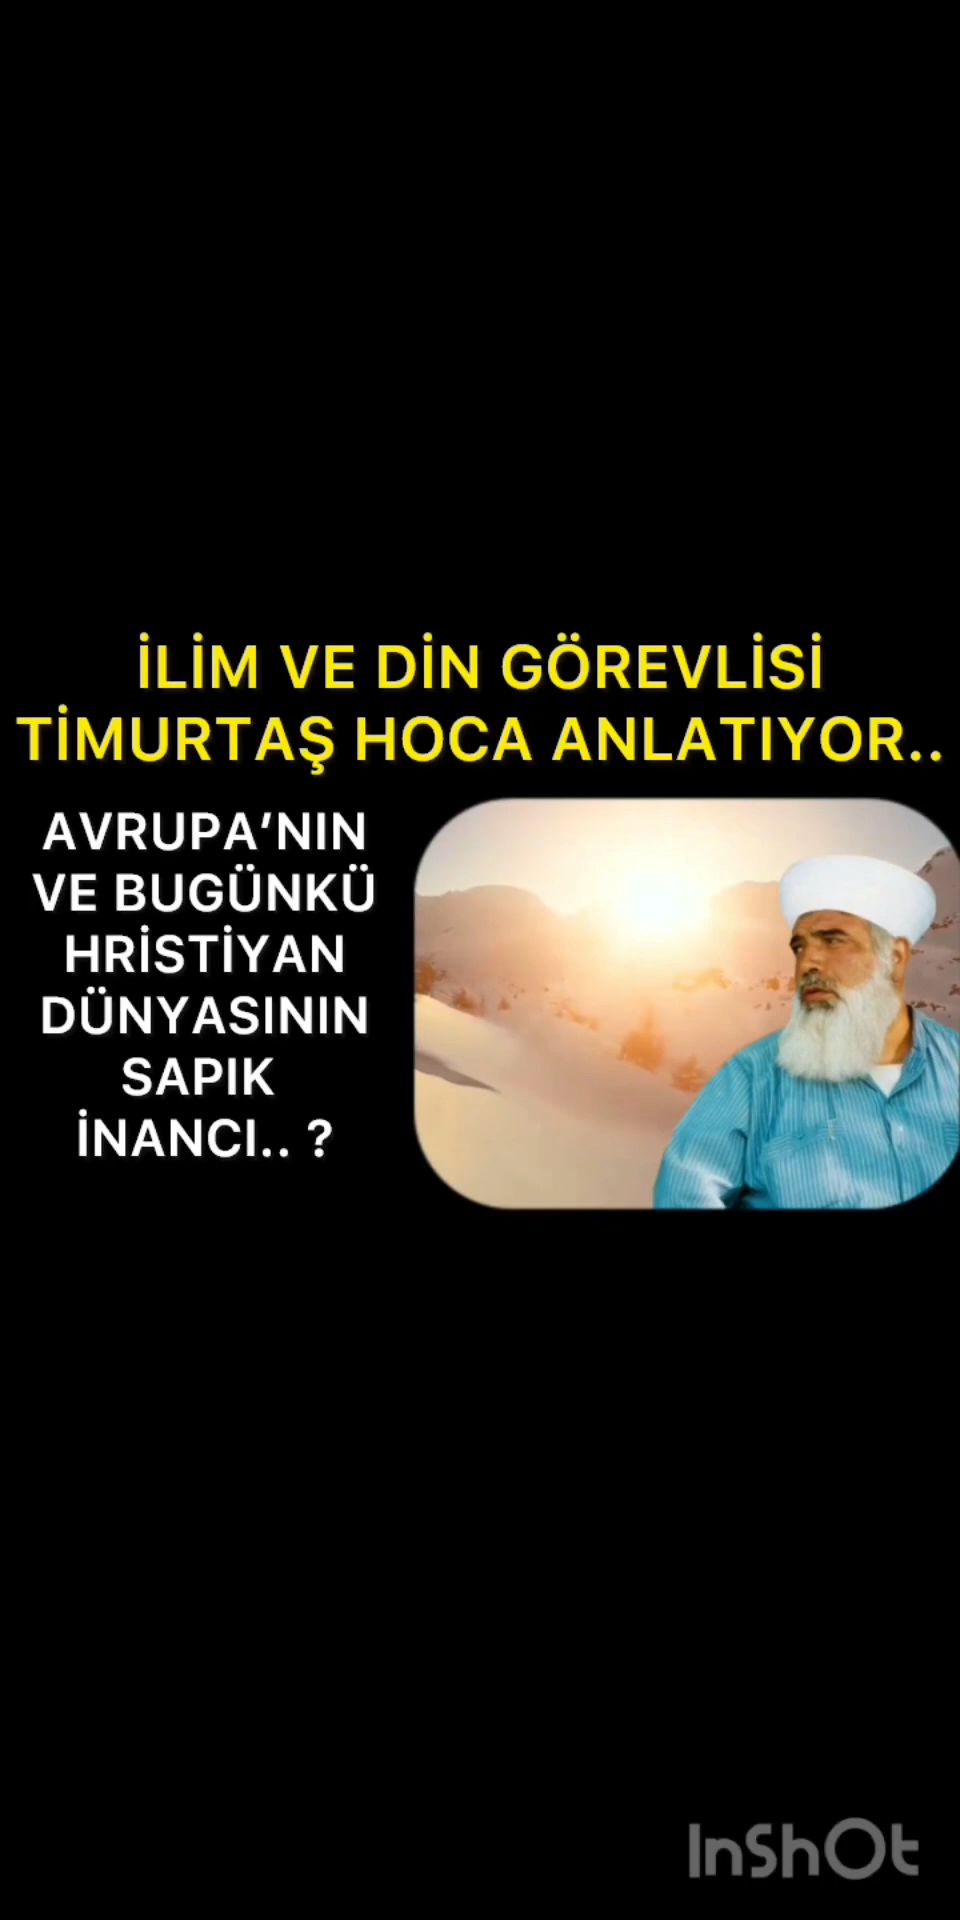 İLİM VE DİN GÖREVLİSİ
TİMURTAŞ HOCA ANLATIYOR..
AVRUPA’NIN
VE BUGÜNKÜ
HRİSTİYAN
DÜNYASININ
SAPIK
İNANCI.. ?
InShOt